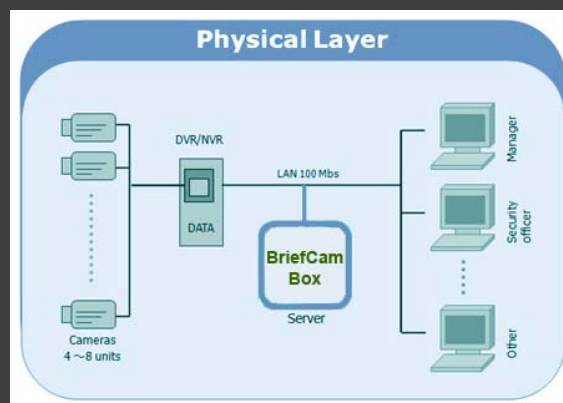 Physical Layer
DVR/NVR
DATA
LAN 100 Mbs
BriefCam
Box
Server
Cameras
4 ～8 units
Manager
Security
officer
Other